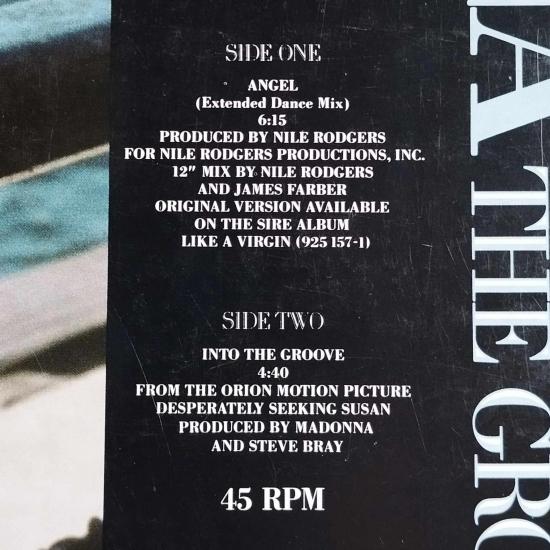 SIDE ONE
ANGEL
(Extended Dance Mix)
6:15
PRODUCED BY NILE RODGERS
FOR NILE RODGERS PRODUCTIONS, INC.
12" MIX BY NILE RODGERS
AND JAMES FARBER
ORIGINAL VERSION AVAILABLE
ON THE SIRE ALBUM
LIKE A VIRGIN (925 157-1)
SIDE TWO
INTO THE GROOVE
4:40
FROM THE ORION MOTION PICTURE
DESPERATELY SEEKING SUSAN
PRODUCED BY MADONNA
AND STEVE BRAY
45 RPM
THE